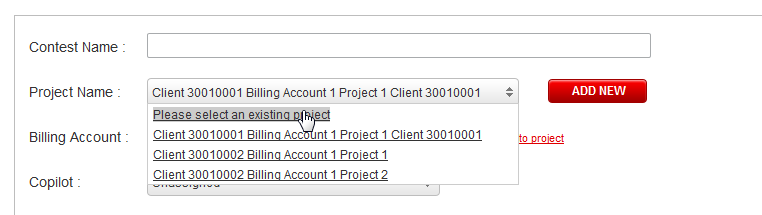 Contest Name :
Project Name : Client 30010001 Billing Account 1 Project 1 Client 30010001 ADD NEW
Please select an existing project
Client 30010001 Billing Account 1 Project 1 Client 30010001
Billing Account : to project
Client 30010002 Billing Account 1 Project 1
Client 30010002 Billing Account 1 Project 2
Copilot :